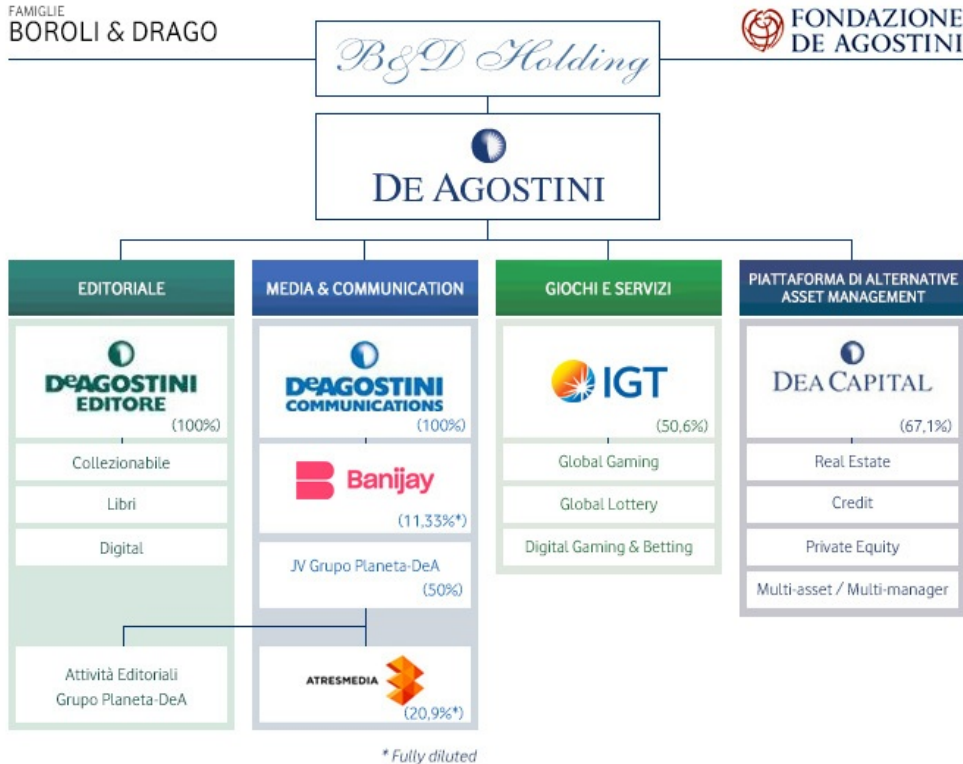 FAMIGLIE
BOROLI & DRAGO
B&D Holding
FONDAZIONE
DE AGOSTINI
DE AGOSTINI
EDITORIALE
DeAGOSTINI
EDITORE
(100%)
Collezionabile
Libri
Digital
Attività Editoriali
Grupo Planeta-DeA
MEDIA & COMMUNICATION
DeAGOSTINI
COMMUNICATIONS
(100%)
Banijay
(11,33%*)
JV Grupo Planeta-DeA
(50%)
ATRESMEDIA
(20,9%*)
* Fully diluted
GIOCHI E SERVIZI
IGT
(50,6%)
Global Gaming
Global Lottery
Digital Gaming & Betting
PIATTAFORMA DI ALTERNATIVE
ASSET MANAGEMENT
DEA CAPITAL
(67,1%)
Real Estate
Credit
Private Equity
Multi-asset / Multi-manager